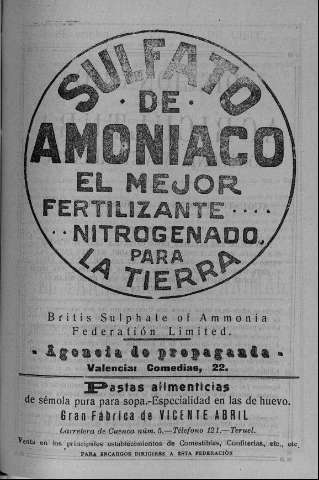 SULFATO
· DE ·
AMONIACO
EL MEJOR
FERTILIZANTE ····
·· NITROGENADO.
PARA
LA TIERRA
Britis Sulphate of Ammonia
Federatión Limited.
- Agencia de propaganda -
Valencia: Comedias, 22.
Pastas alimenticias
de sémola pura para sopa.-Especialidad en las de huevo.
Gran Fábrica de VICENTE ABRIL
Carretera de Cuenca núm. 5.—Teléfono 121.—Teruel.
Venta en los principales establecimientos de Comestibles, Confiterías, etc., etc.
PARA ENCARGOS DIRIGIRSE A ESTA FEDERACIÓN